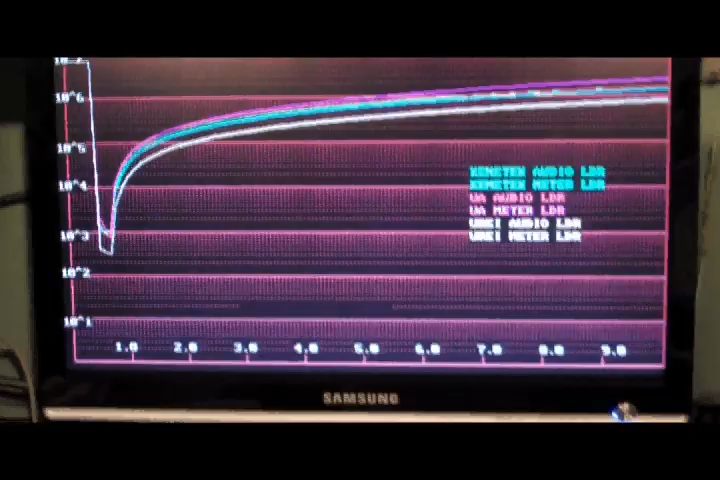 10^6
10^5
10^4
10^3
10^2
10^1
1.0 2.0 3.0 4.0 5.0 6.0 7.0 8.0 9.0
KENETEK AUDIO LDR
KENETEK METER LDR
UA AUDIO LDR
UA METER LDR
UREI AUDIO LDR
UREI METER LDR
SAMSUNG